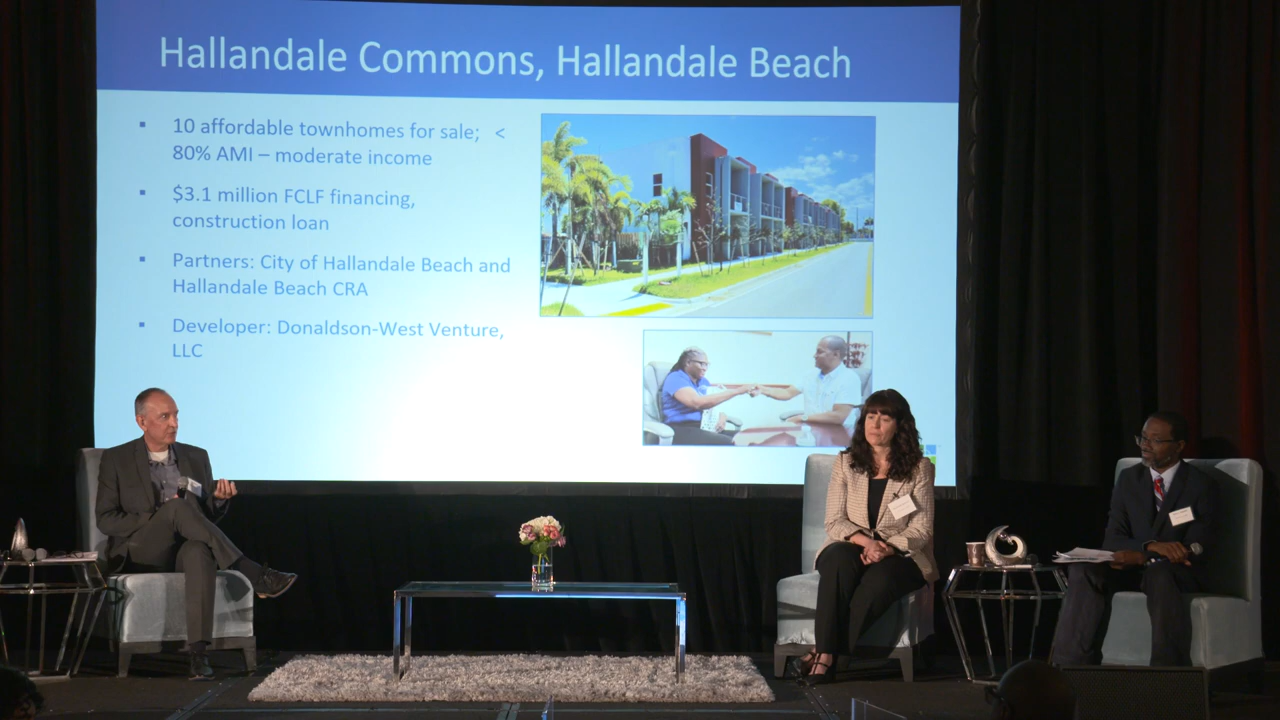 Hallandale Commons, Hallandale Beach
▪ 10 affordable townhomes for sale; <
80% AMI – moderate income
▪ $3.1 million FCLF financing,
construction loan
▪ Partners: City of Hallandale Beach and
Hallandale Beach CRA
▪ Developer: Donaldson-West Venture,
LLC